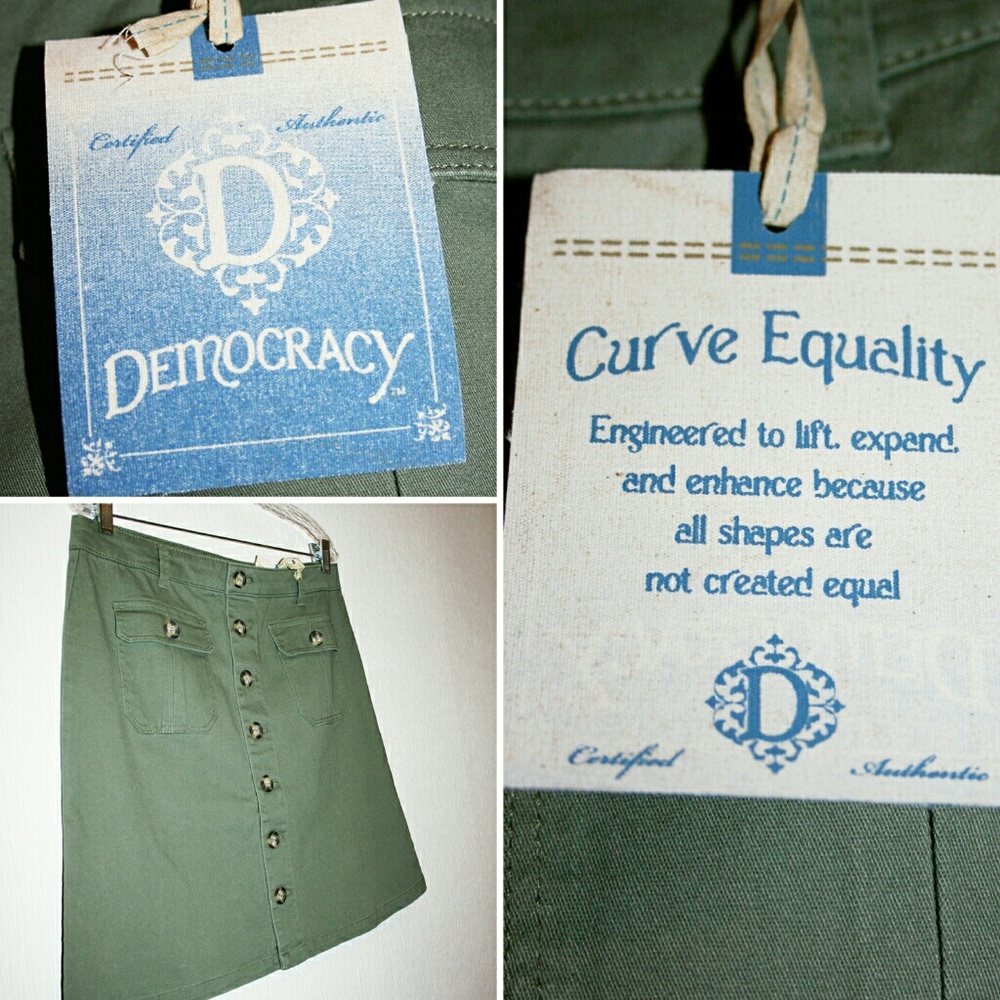 Certified Authentic
D
DEMOCRACY™
Curve Equality
Engineered to lift, expand,
and enhance because
all shapes are
not created equal
D
Certified Authentic